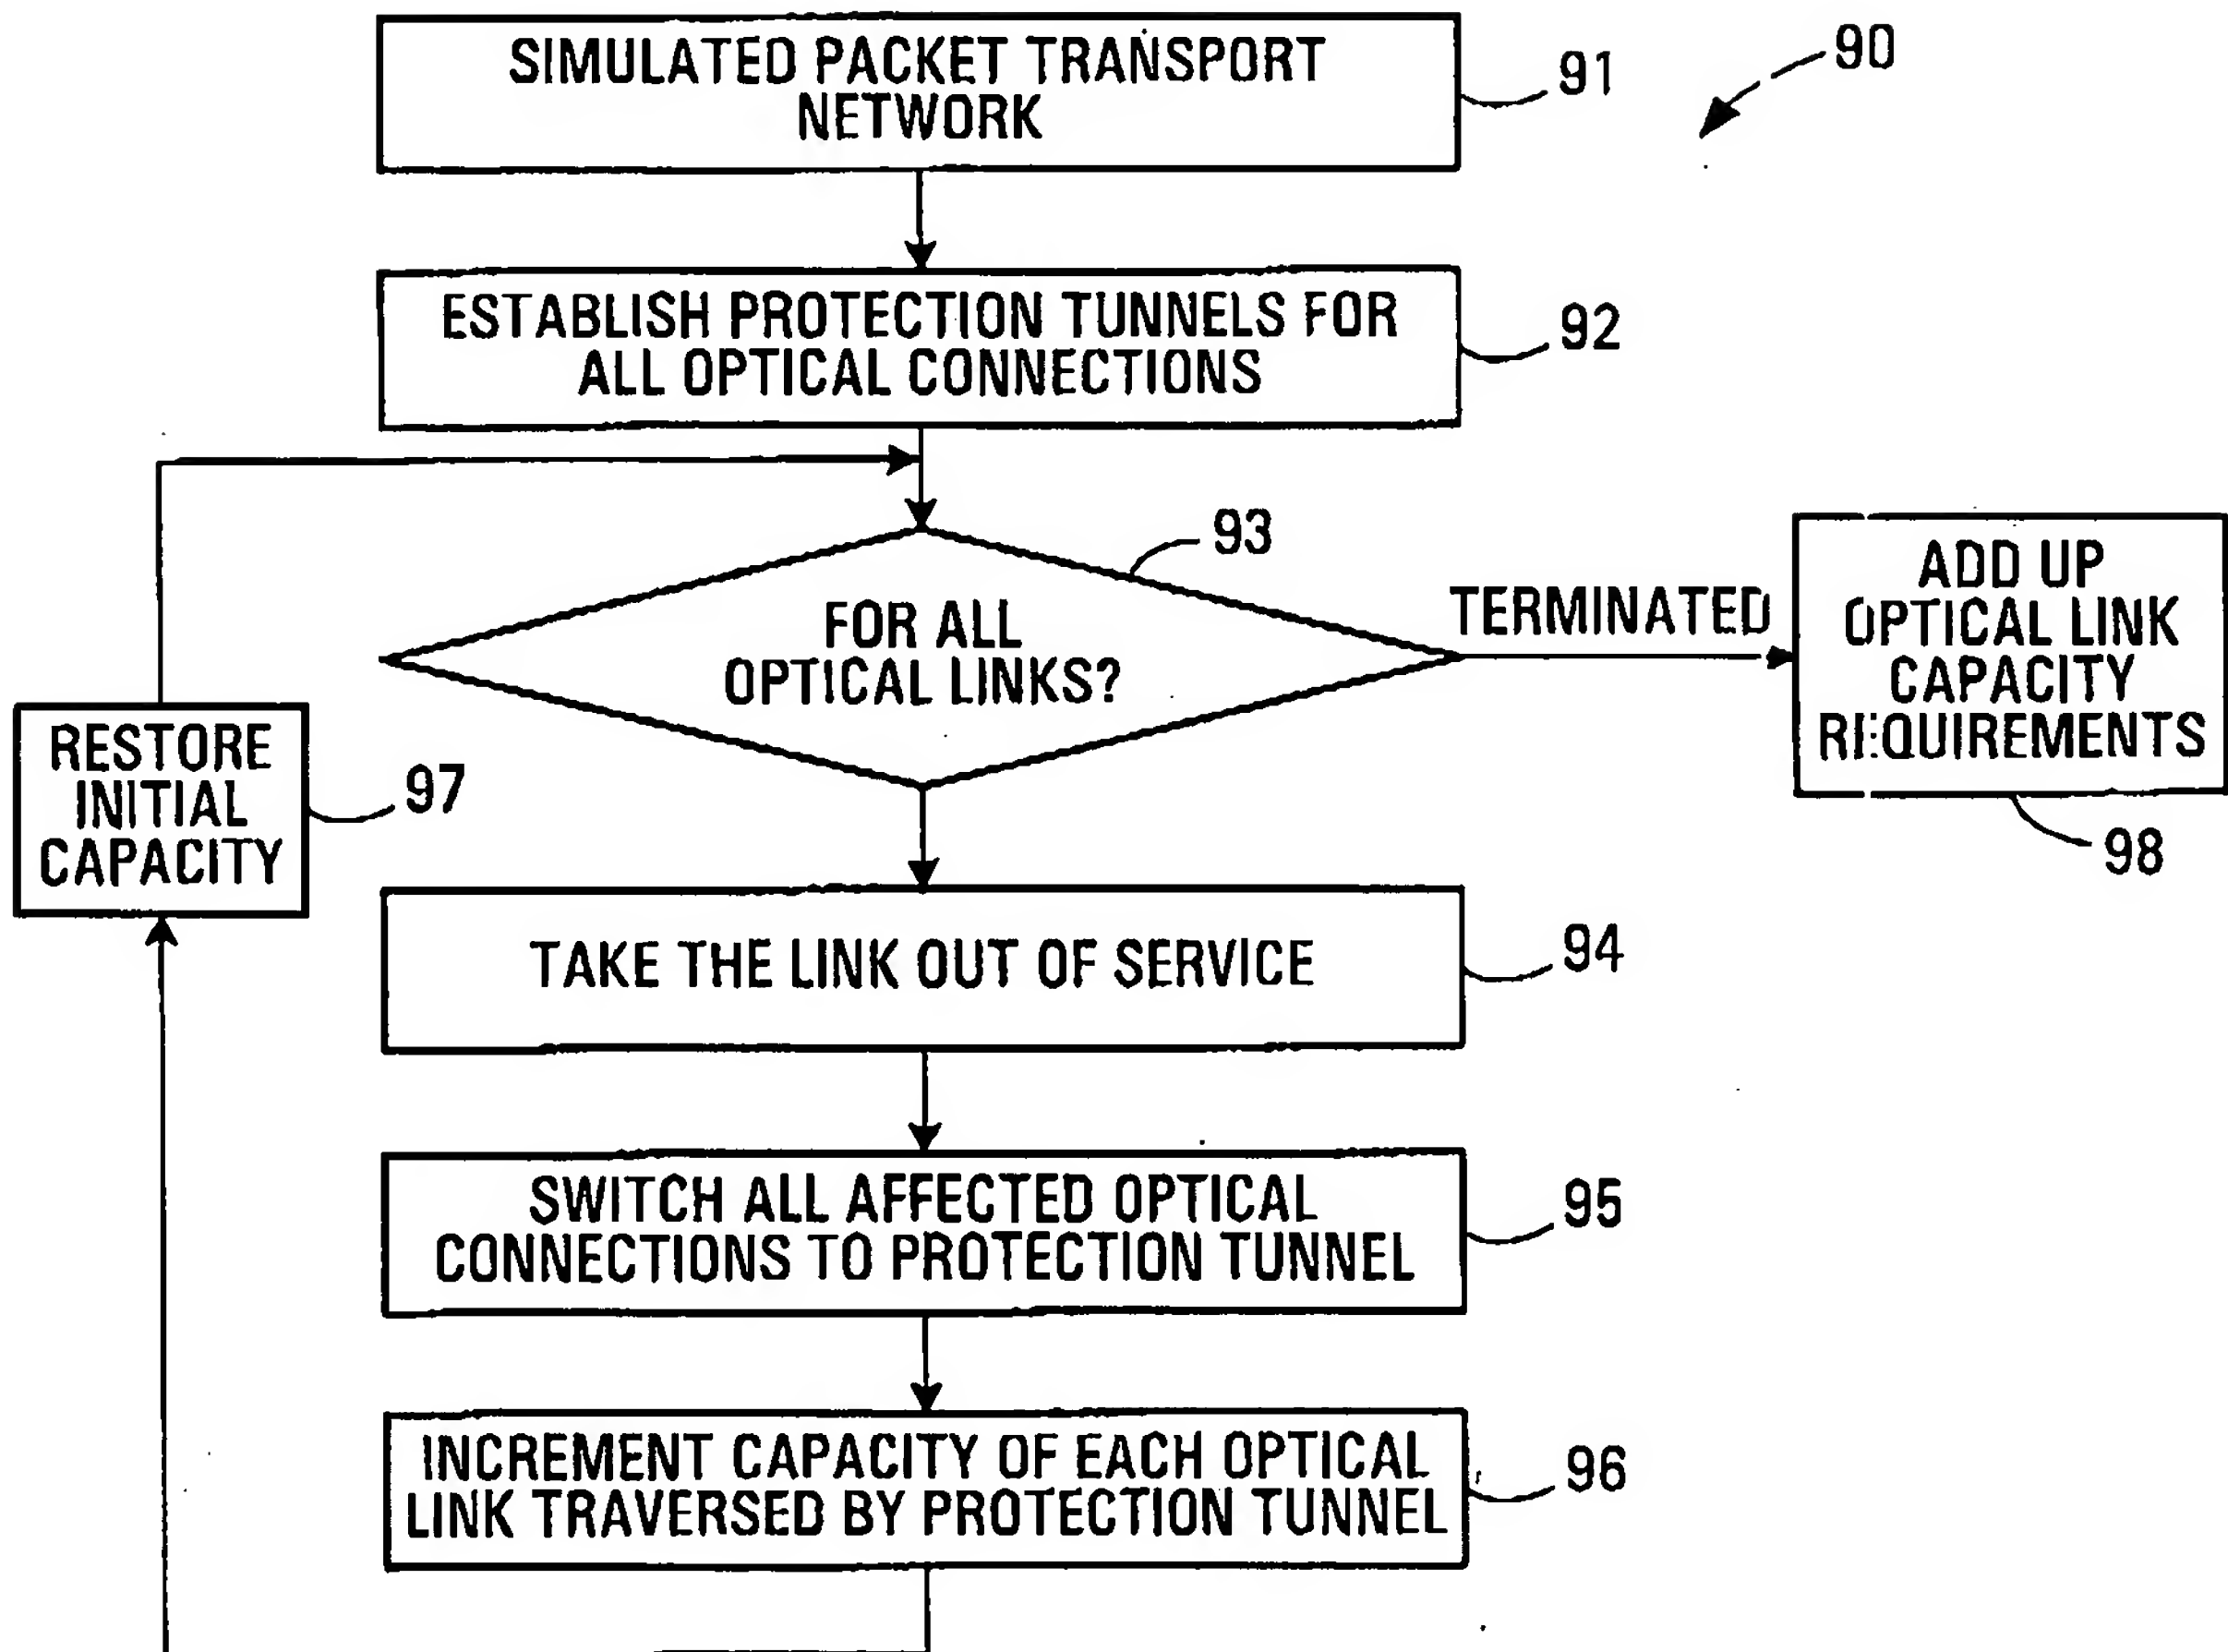 SIMULATED PACKET TRANSPORT
NETWORK
91
90
ESTABLISH PROTECTION TUNNELS FOR
ALL OPTICAL CONNECTIONS
92
93
FOR ALL
OPTICAL LINKS?
TERMINATED
ADD UP
OPTICAL LINK
CAPACITY
REQUIREMENTS
98
RESTORE
INITIAL
CAPACITY
97
TAKE THE LINK OUT OF SERVICE
94
SWITCH ALL AFFECTED OPTICAL
CONNECTIONS TO PROTECTION TUNNEL
95
INCREMENT CAPACITY OF EACH OPTICAL
LINK TRAVERSED BY PROTECTION TUNNEL
96